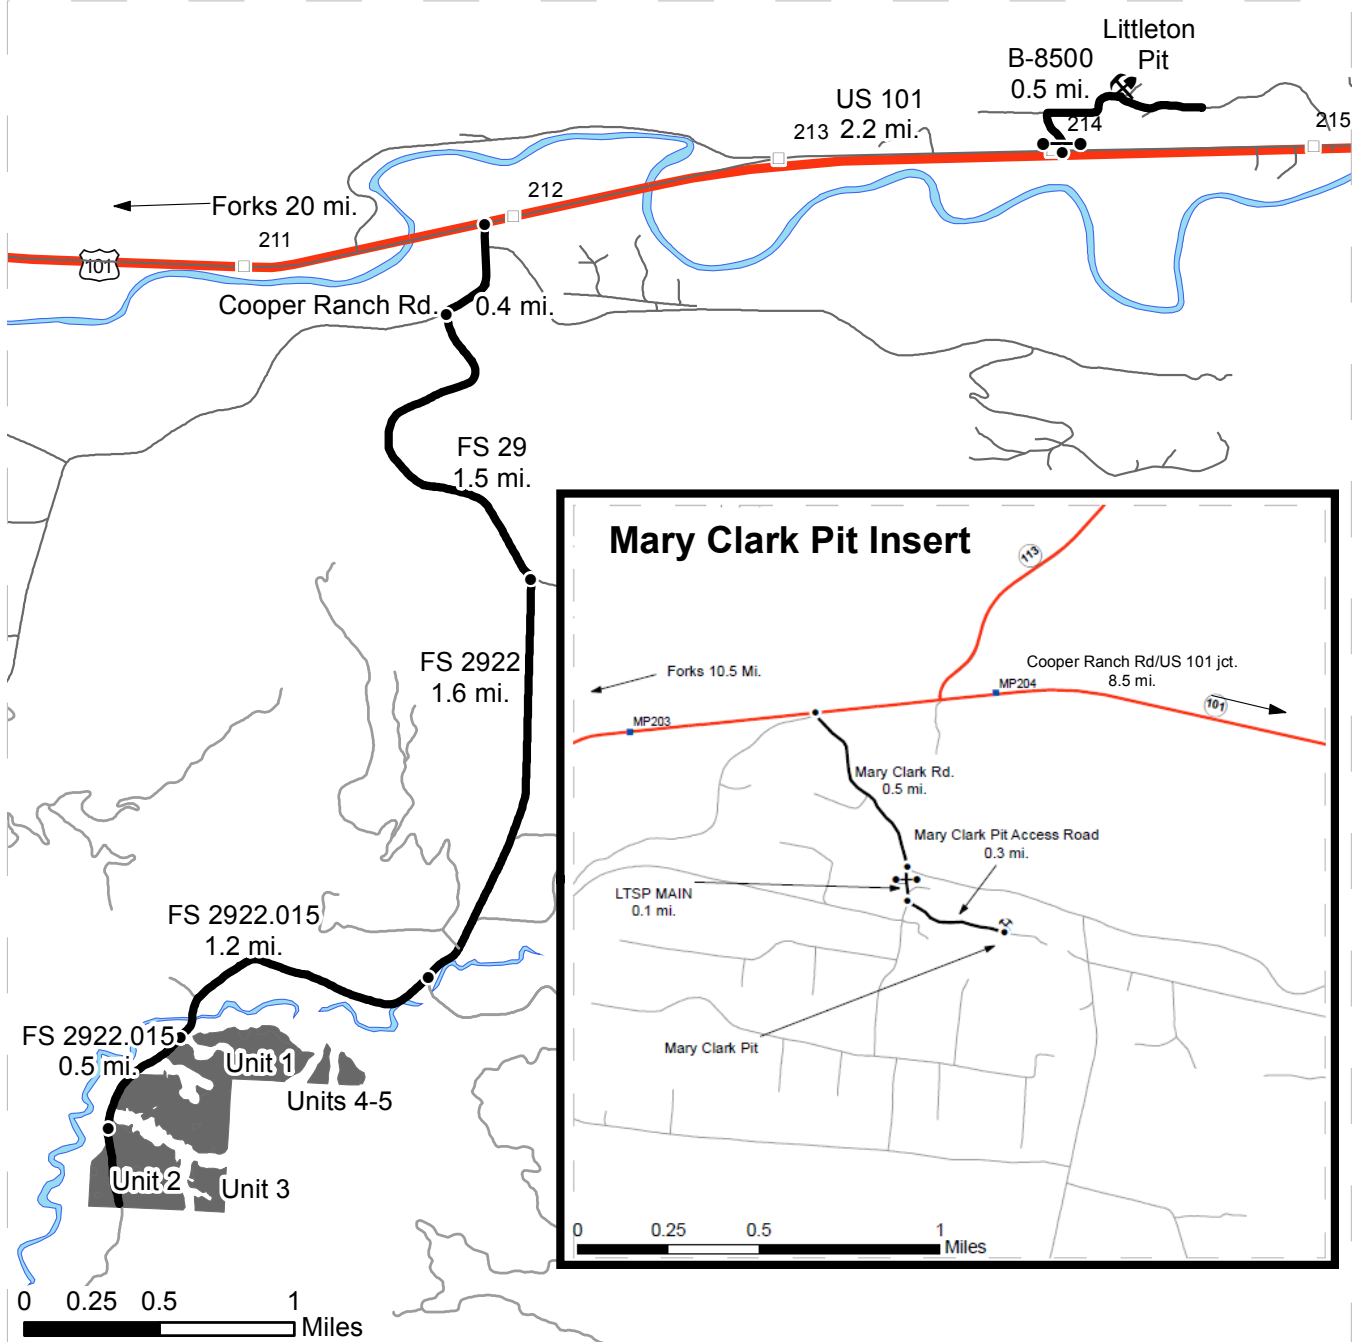 Littleton
Pit
B-8500
0.5 mi.
US 101
2.2 mi.
213
214
215
212
Forks 20 mi.
211
101
Cooper Ranch Rd.
0.4 mi.
FS 29
1.5 mi.
FS 2922
1.6 mi.
FS 2922.015
1.2 mi.
FS 2922.015
0.5 mi.
Unit 1
Units 4-5
Unit 2
Unit 3
0 0.25 0.5 1
Miles
Mary Clark Pit Insert
113
Forks 10.5 Mi.
Cooper Ranch Rd/US 101 jct.
8.5 mi.
MP204
101
MP203
Mary Clark Rd.
0.5 mi.
Mary Clark Pit Access Road
0.3 mi.
LTSP MAIN
0.1 mi.
Mary Clark Pit
0 0.25 0.5 1
Miles